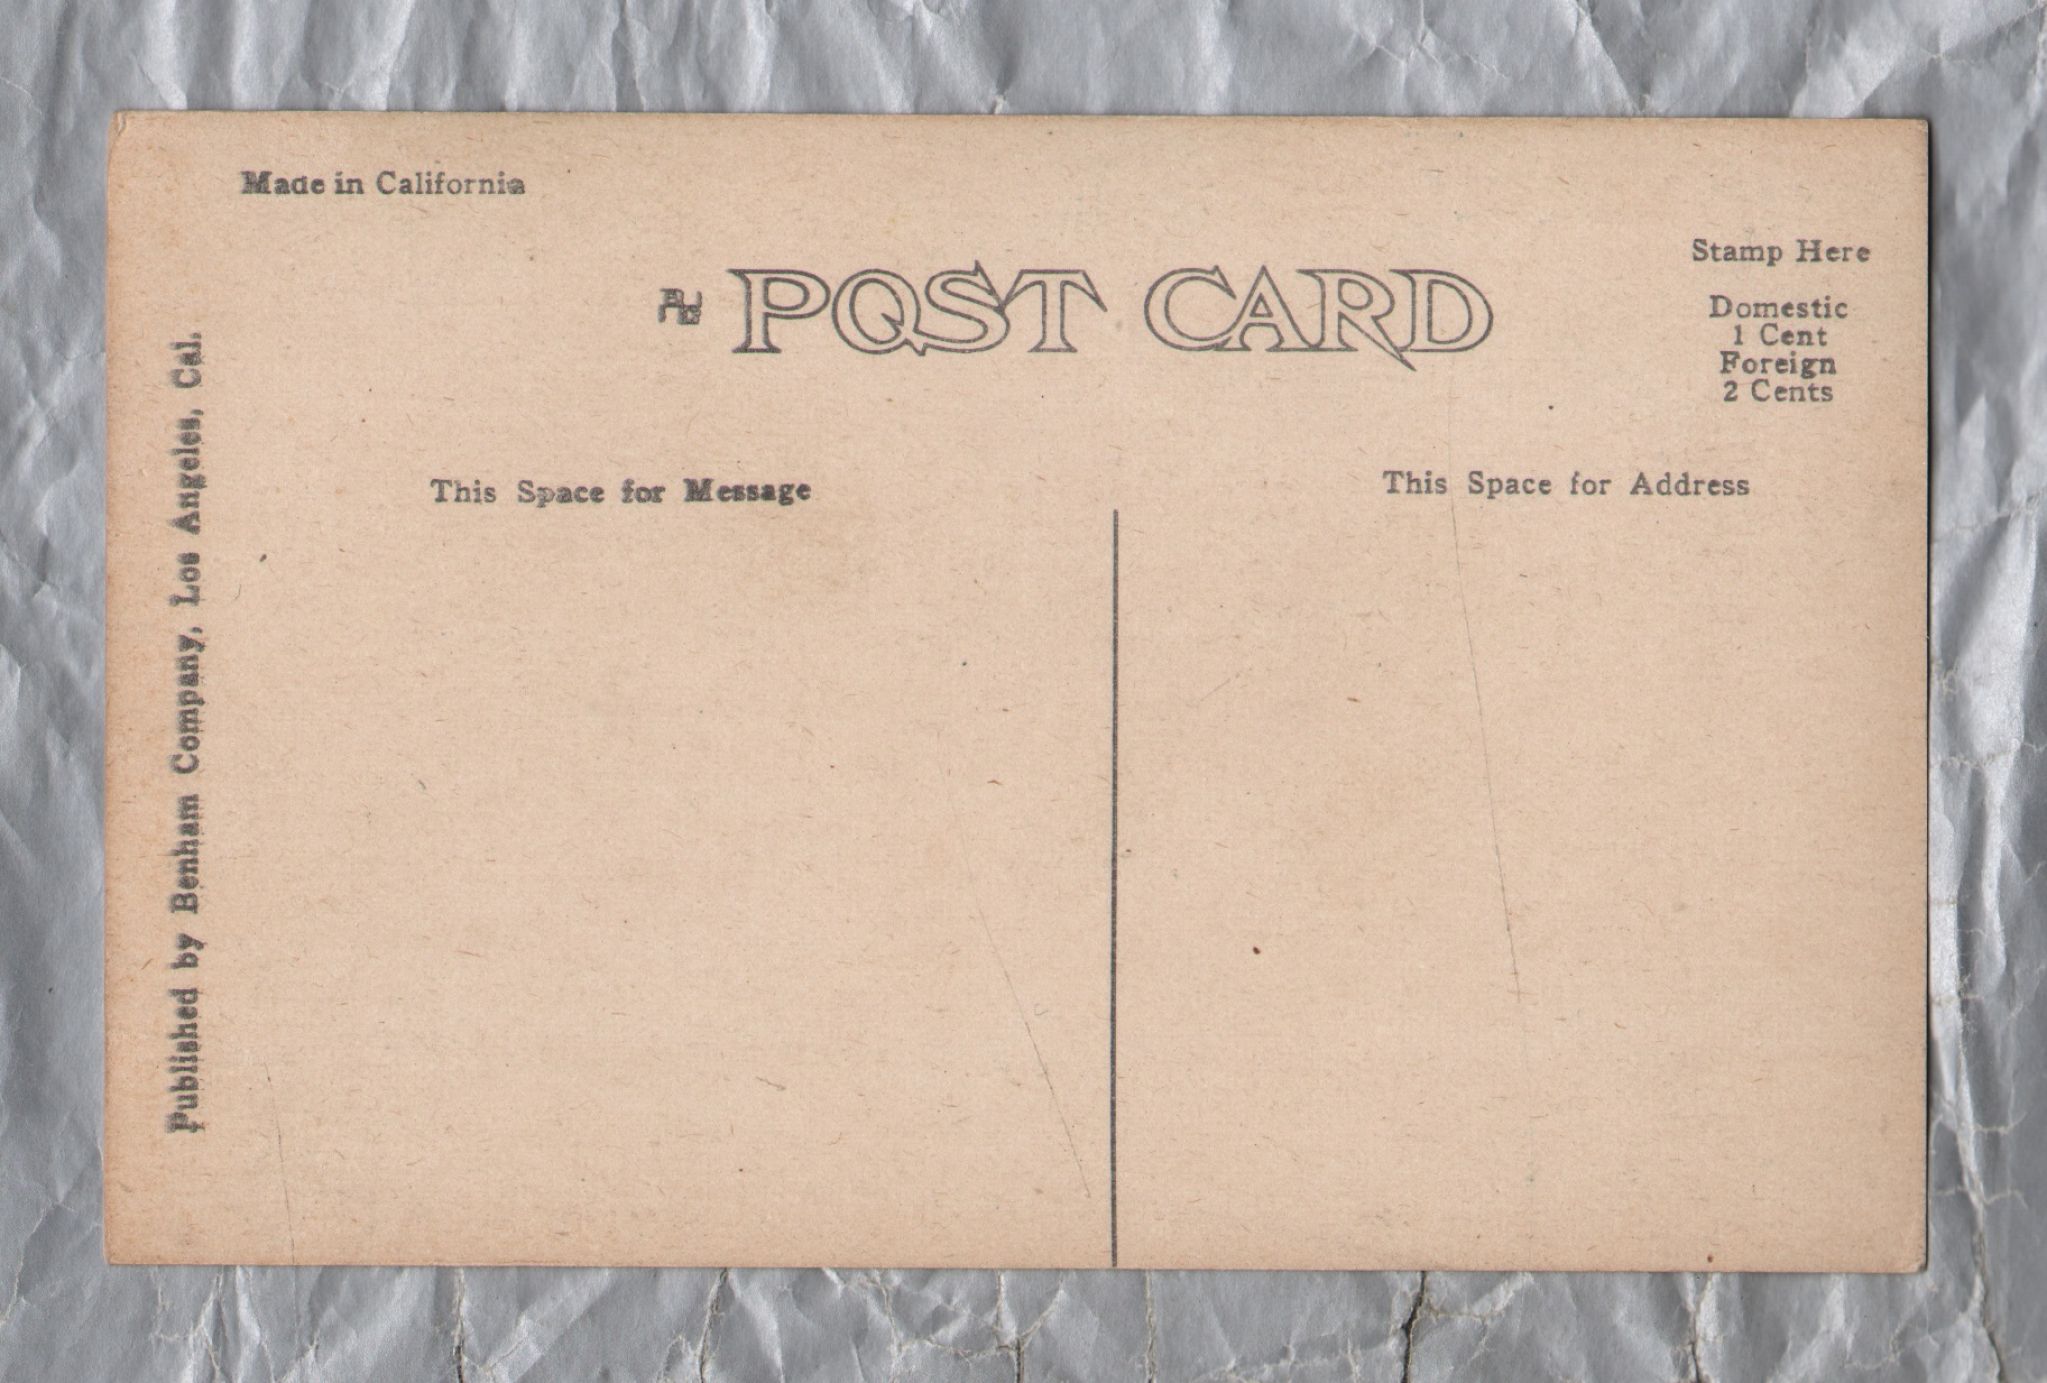 Made in California
POST CARD
Stamp Here
Domestic
1 Cent
Foreign
2 Cents
This Space for Message
This Space for Address
Published by Benham Company, Los Angeles, Cal.